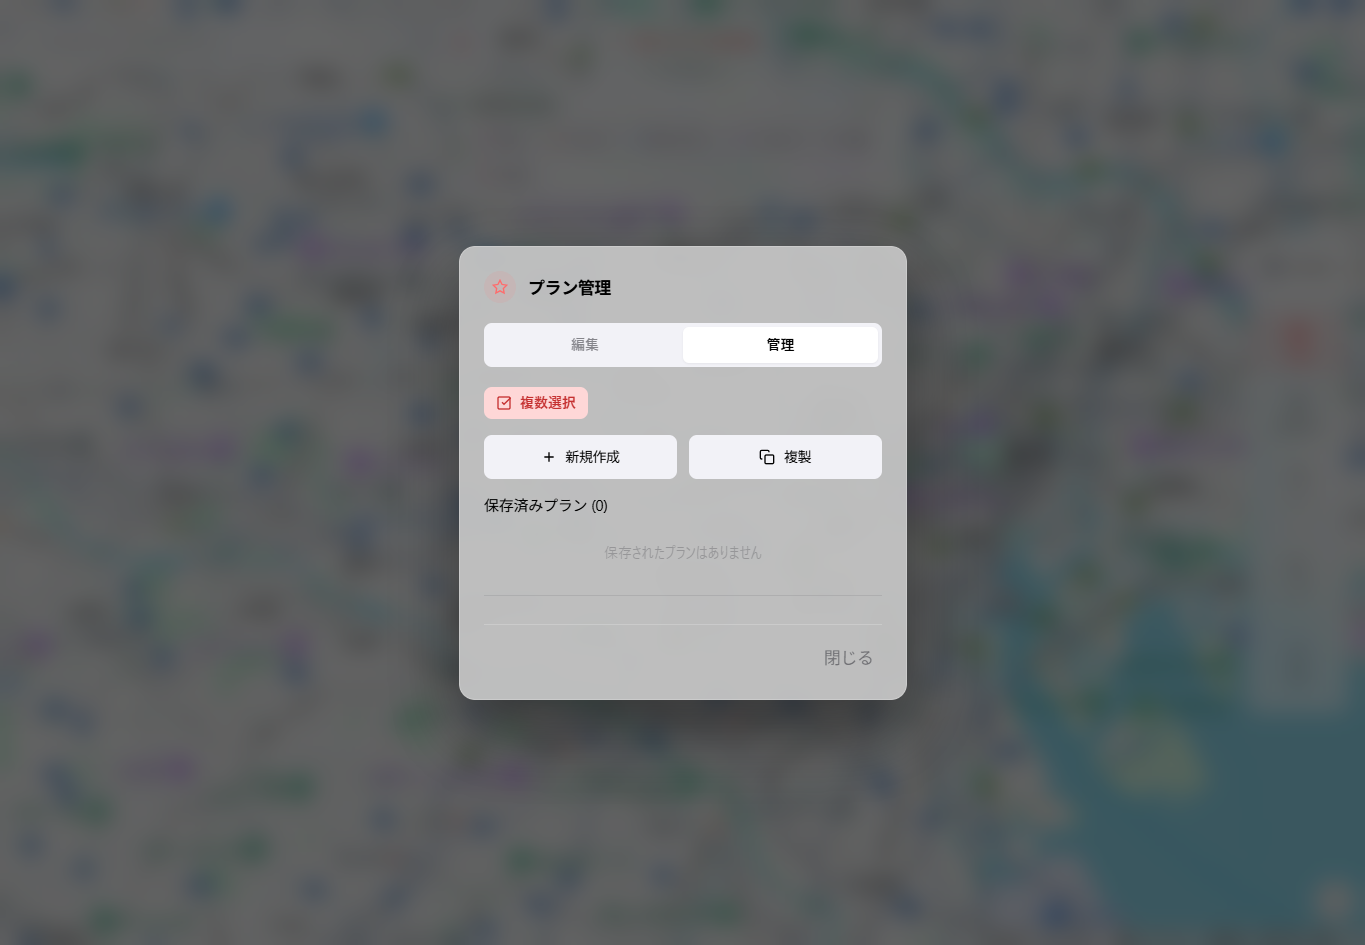 プラン管理
編集
管理
複数選択
新規作成
複製
保存済みプラン (0)
保存されたプランはありません
閉じる